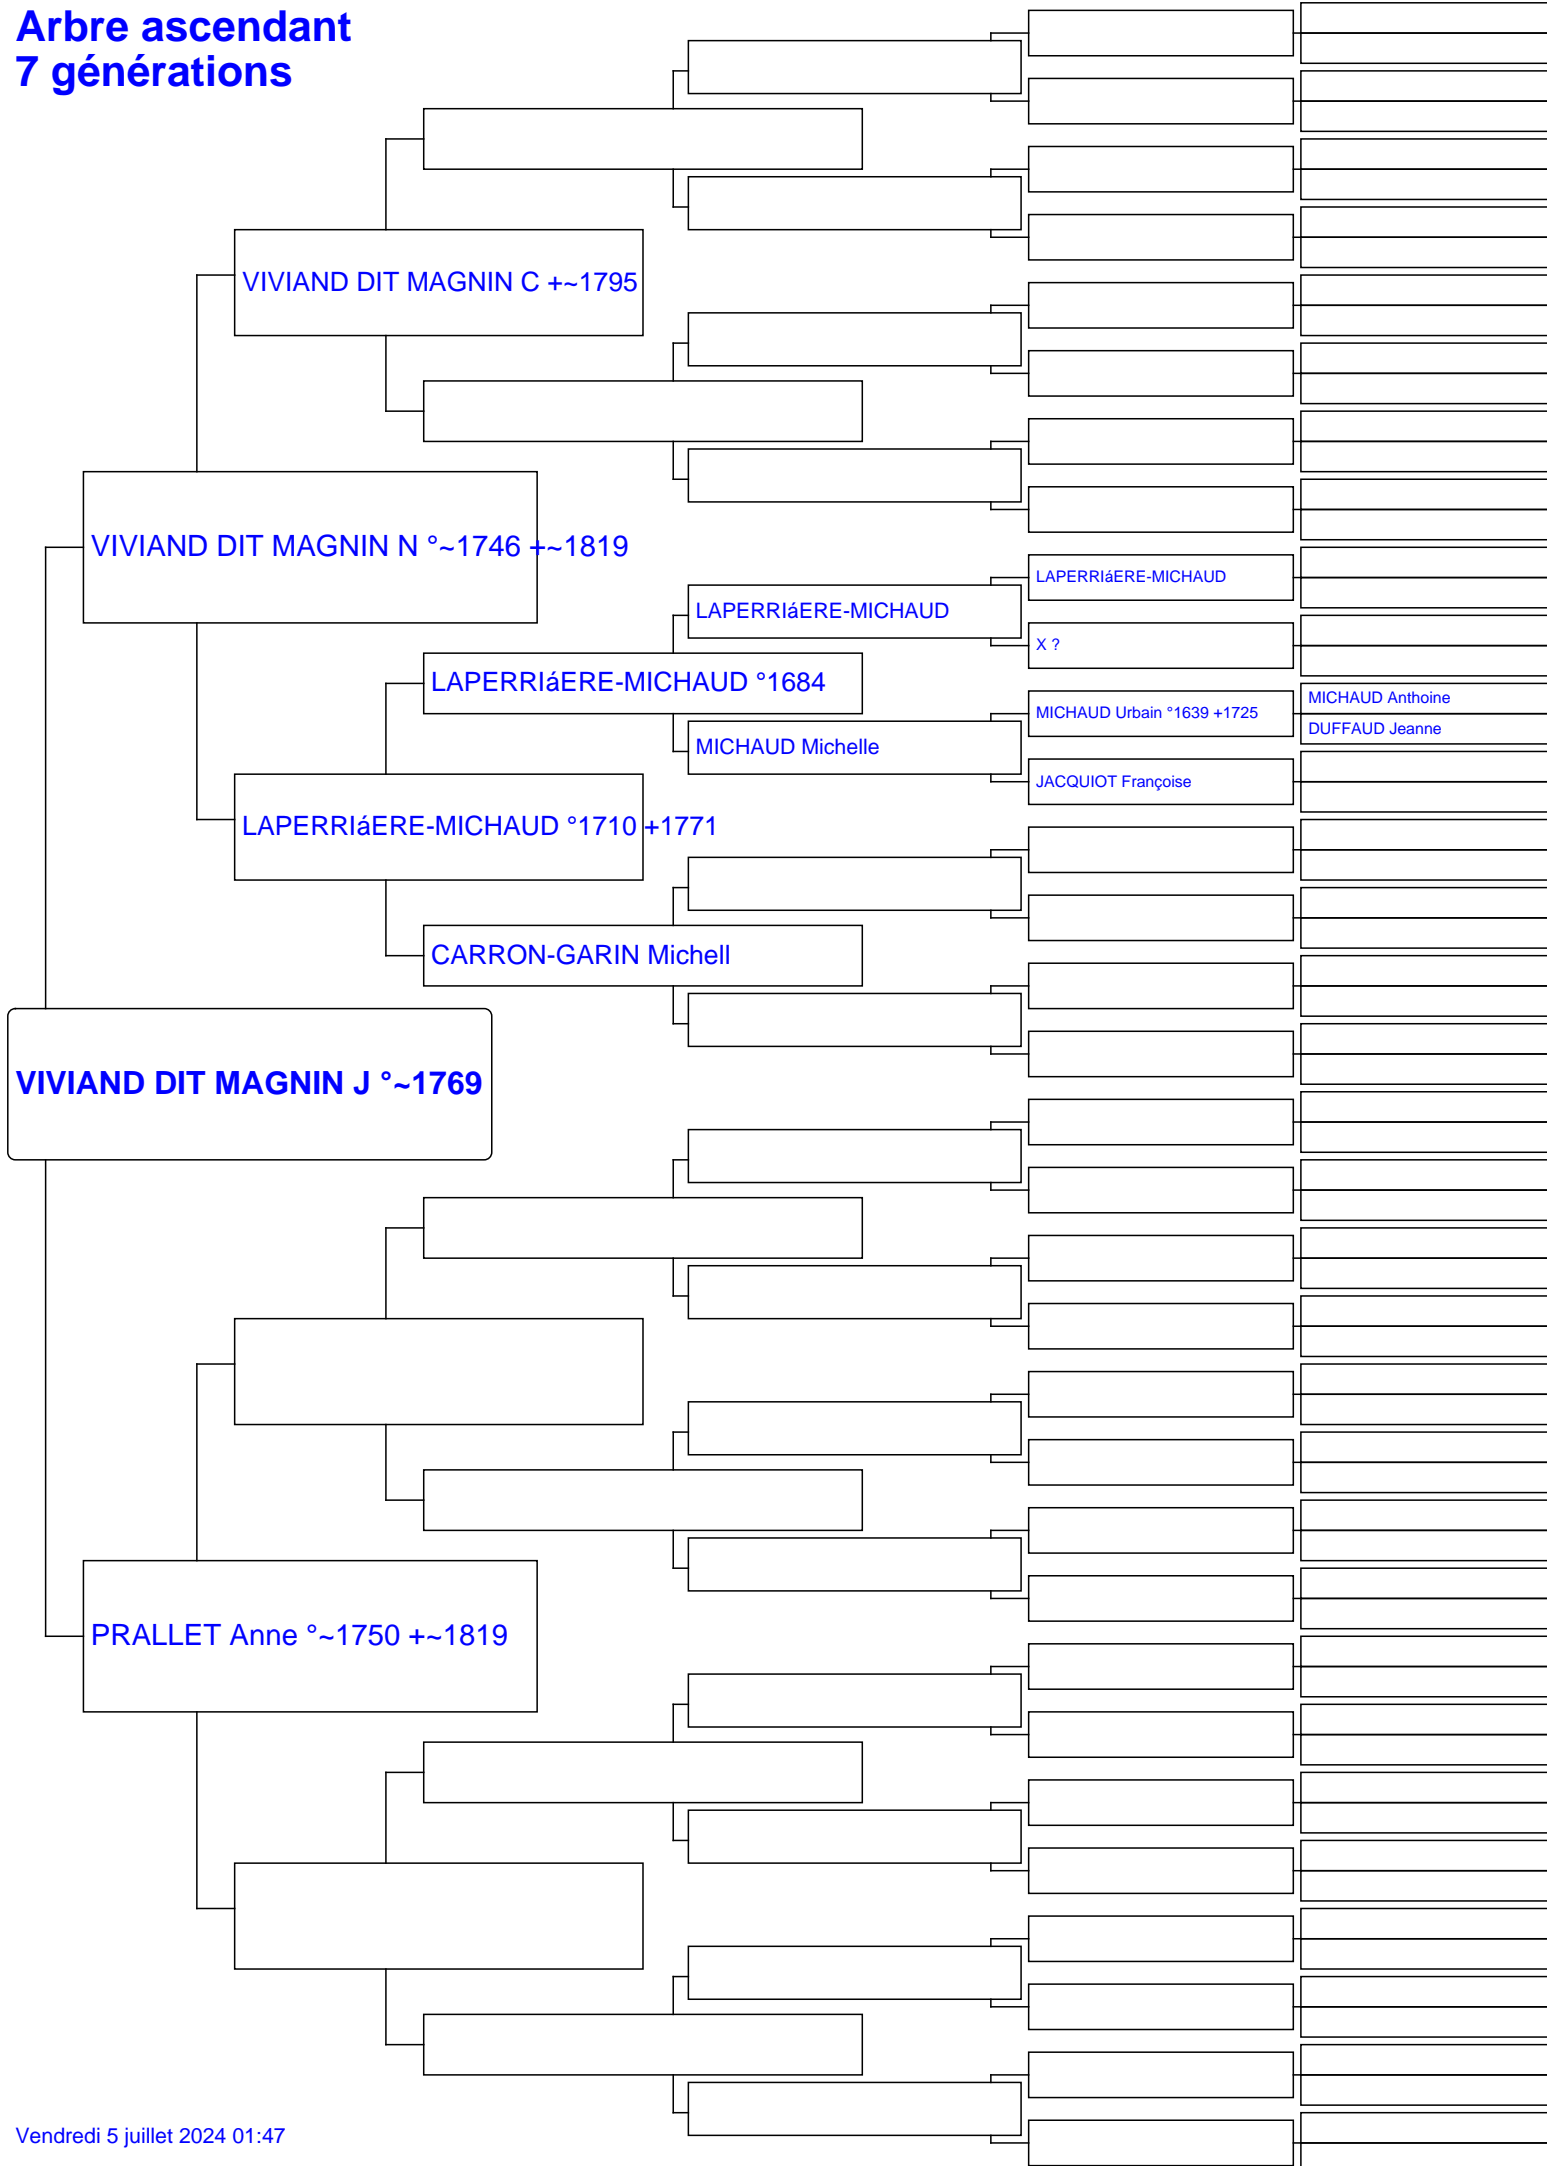 Arbre ascendant
7 générations
VIVIAND DIT MAGNIN C +~1795
VIVIAND DIT MAGNIN N °~1746 +~1819
LAPERRIáERE-MICHAUD
LAPERRIáERE-MICHAUD
X ?
LAPERRIáERE-MICHAUD °1684
MICHAUD Anthoine
MICHAUD Urbain °1639 +1725
DUFFAUD Jeanne
MICHAUD Michelle
JACQUIOT Françoise
LAPERRIáERE-MICHAUD °1710 +1771
CARRON-GARIN Michell
VIVIAND DIT MAGNIN J °~1769
PRALLET Anne °~1750 +~1819
Vendredi 5 juillet 2024 01:47